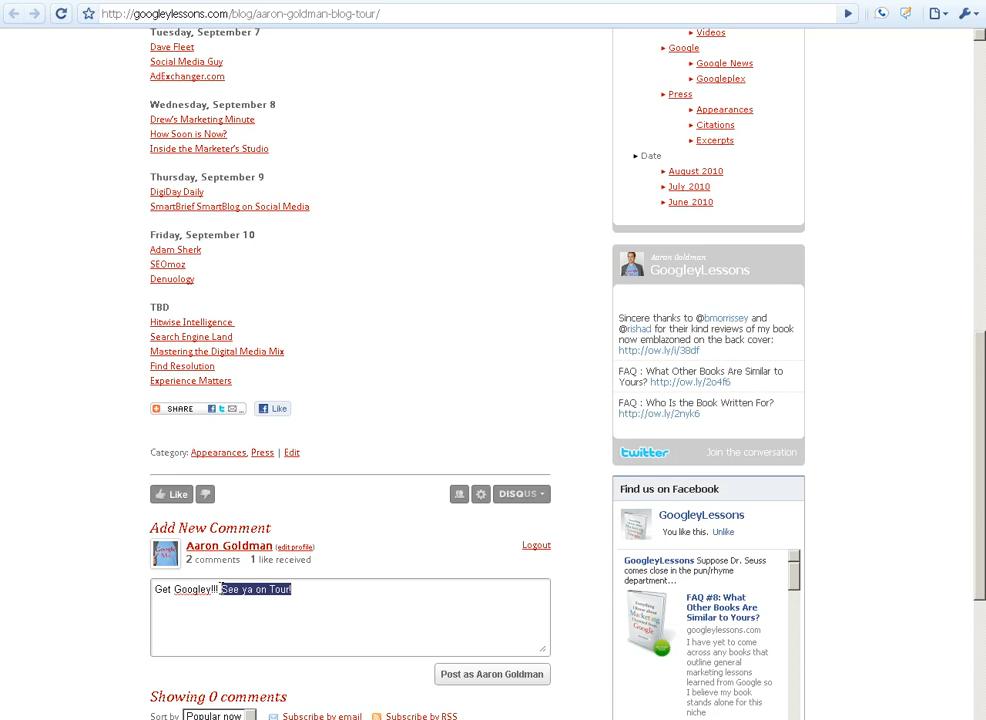 http://googleylessons.com/blog/aaron-goldman-blog-tour/
Tuesday, September 7
Dave Fleet
Social Media Guy
AdExchanger.com
Wednesday, September 8
Drew's Marketing Minute
How Soon is Now?
Inside the Marketer's Studio
Thursday, September 9
DigiDay Daily
SmartBrief SmartBlog on Social Media
Friday, September 10
Adam Sherk
SEOmoz
Denuology
TBD
Hitwise Intelligence
Search Engine Land
Mastering the Digital Media Mix
Find Resolution
Experience Matters
SHARE
Like
Category: Appearances, Press | Edit
Like
DISQUS
Add New Comment
Aaron Goldman (edit profile)
Logout
2 comments 1 like received
Get Googley!!! See ya on Tour!
Post as Aaron Goldman
Showing 0 comments
Sort by Popular now Subscribe by email Subscribe by RSS
Videos
Google
Google News
Googleplex
Press
Appearances
Citations
Excerpts
Date
August 2010
July 2010
June 2010
Aaron Goldman
GoogleyLessons
Sincere thanks to @bmorrissey and
@rishad for their kind reviews of my book
now emblazoned on the back cover:
http://ow.ly/i/38df
FAQ : What Other Books Are Similar to
Yours? http://ow.ly/2o4f6
FAQ : Who Is the Book Written For?
http://ow.ly/2nyk6
twitter
Join the conversation
Find us on Facebook
GoogleyLessons
You like this. Unlike
GoogleyLessons Suppose Dr. Seuss
comes close in the pun/rhyme
department...
FAQ #8: What
Other Books Are
Similar to Yours?
googleylessons.com
I have yet to come
across any books that
outline general
marketing lessons
learned from Google so
I believe my book
stands alone for this
niche